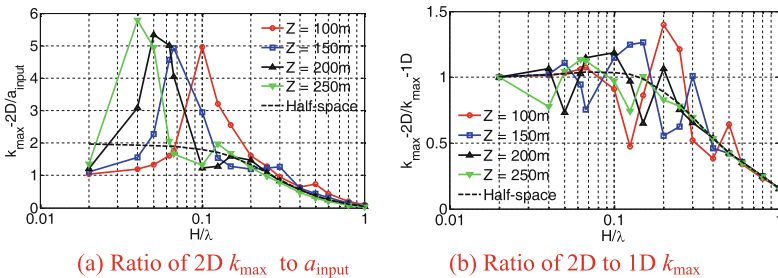 6
5
4
3
2
1
0
0.01
0.1
1
k_max-2D/a_input
H/λ
Z = 100m
Z = 150m
Z = 200m
Z = 250m
Half-space
(a) Ratio of 2D k_max to a_input
1.5
1
0.5
0
0.01
0.1
1
k_max-2D/k_max-1D
H/λ
Z = 100m
Z = 150m
Z = 200m
Z = 250m
Half-space
(b) Ratio of 2D to 1D k_max